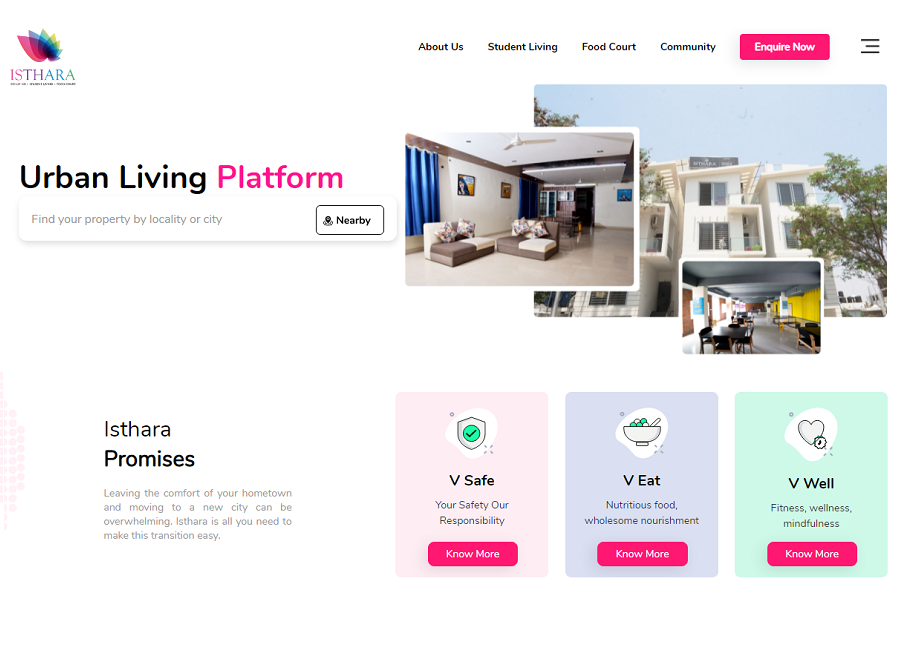 About Us
Student Living
Food Court
Community
Enquire Now
ISTHARA
Urban Living Platform
Find your property by locality or city
Nearby
ISTHARA
Isthara
Promises
Leaving the comfort of your hometown
and moving to a new city can be
overwhelming. Isthara is all you need to
make this transition easy.
V Safe
Your Safety Our
Responsibility
Know More
V Eat
Nutritious food,
wholesome nourishment
Know More
V Well
Fitness, wellness,
mindfulness
Know More